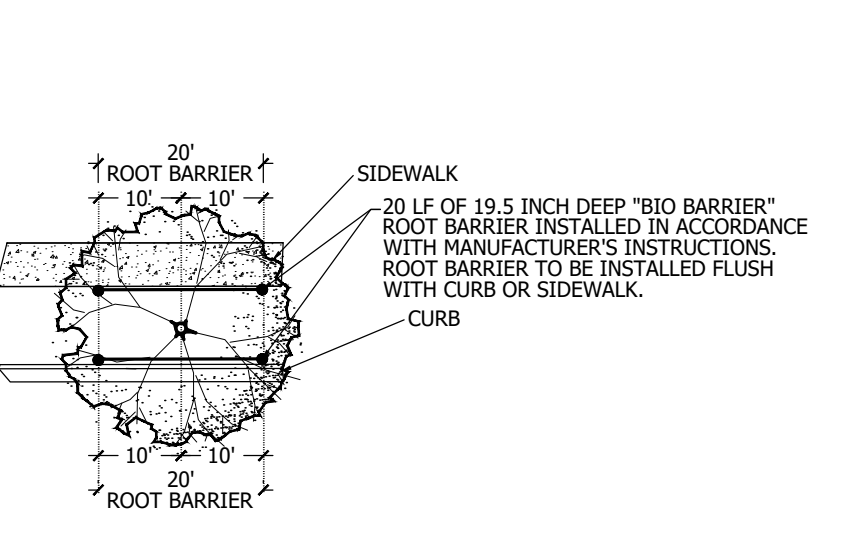 20'
ROOT BARRIER
10' 10'
SIDEWALK
20 LF OF 19.5 INCH DEEP "BIO BARRIER"
ROOT BARRIER INSTALLED IN ACCORDANCE
WITH MANUFACTURER'S INSTRUCTIONS.
ROOT BARRIER TO BE INSTALLED FLUSH
WITH CURB OR SIDEWALK.
CURB
10' 10'
20'
ROOT BARRIER